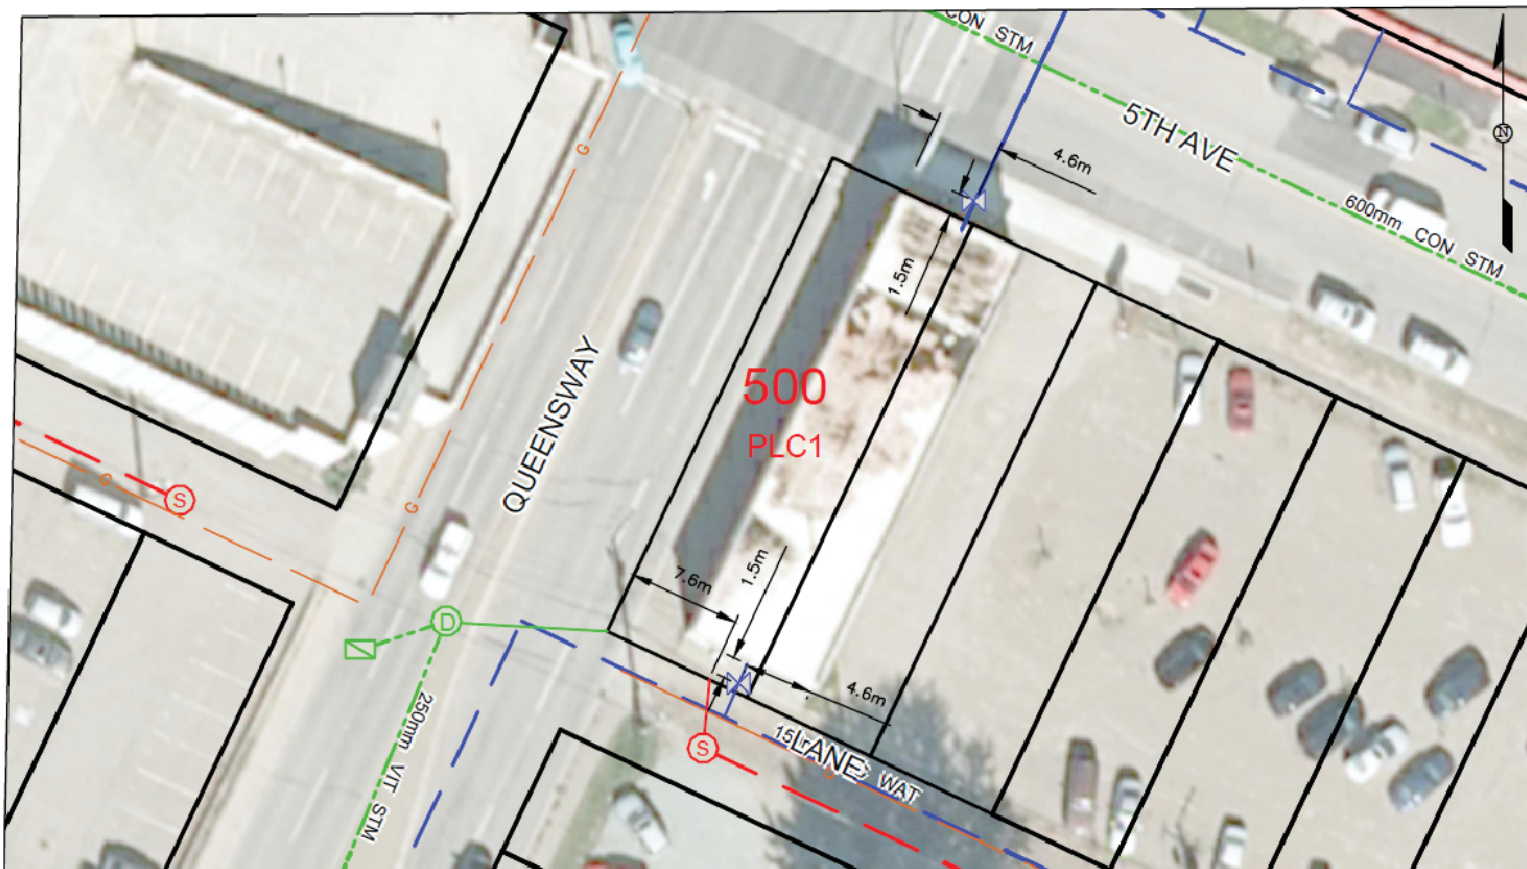 CON STM
5TH AVE
4.6m
600mm CON STM
N
G
1.5m
500
PLC1
QUEENSWAY
G
S
G
7.6m
1.5m
D
4.6m
250mm VIT STM
S
LANE
WAT